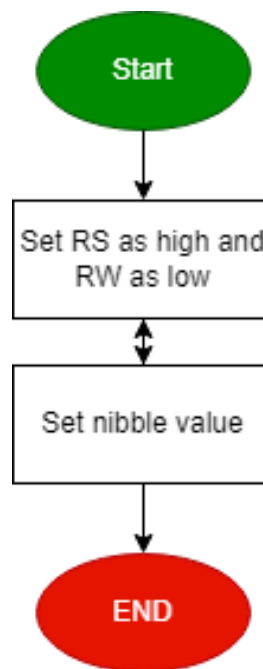 Start
Set RS as high and
RW as low
Set nibble value
END